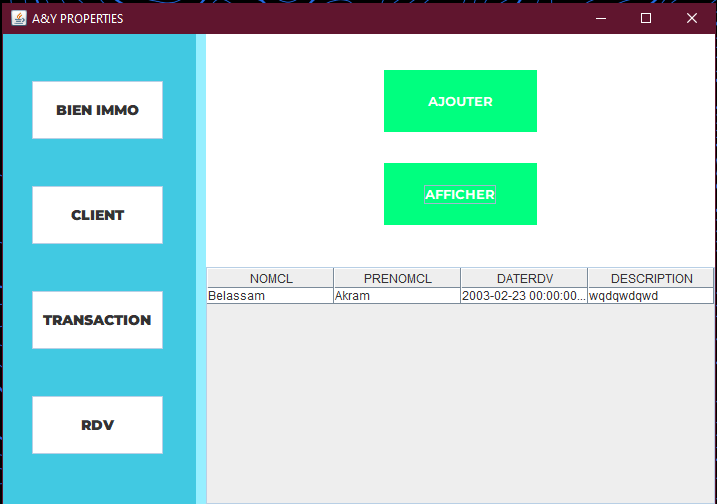 A&Y PROPERTIES
BIEN IMMO
CLIENT
TRANSACTION
RDV
AJOUTER
AFFICHER
NOMCL PRENOMCL DATERDV DESCRIPTION
Belassam Akram 2003-02-23 00:00:00... wqdqwdqwd